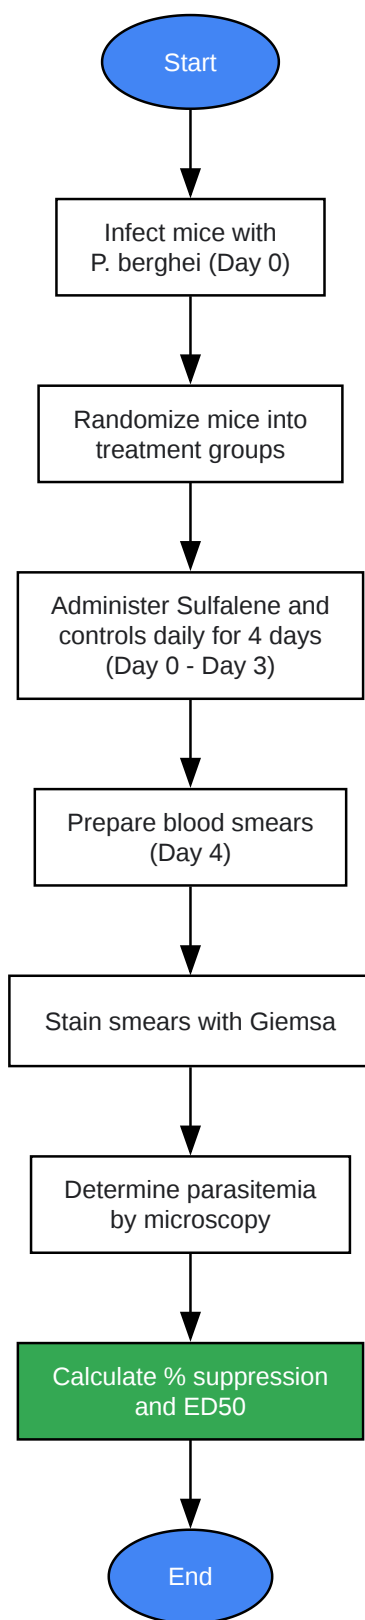 Start
Infect mice with
P. berghei (Day 0)
Randomize mice into
treatment groups
Administer Sulfalene and
controls daily for 4 days
(Day 0 - Day 3)
Prepare blood smears
(Day 4)
Stain smears with Giemsa
Determine parasitemia
by microscopy
Calculate % suppression
and ED50
End